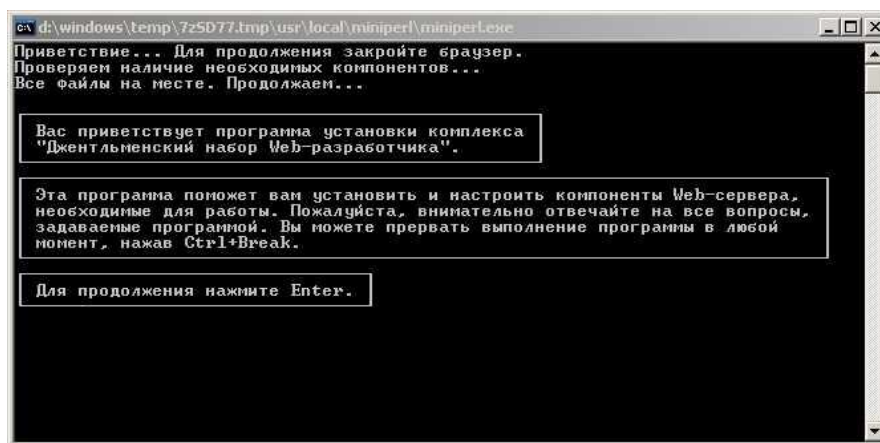 d:\windows\temp\7zSD77.tmp\usr\local\miniperl\miniperl.exe
Приветствие... Для продолжения закройте браузер.
Проверяем наличие необходимых компонентов...
Все файлы на месте. Продолжаем...
Вас приветствует программа установки комплекса
"Джентльменский набор Web-разработчика".
Эта программа поможет вам установить и настроить компоненты Web-сервера,
необходимые для работы. Пожалуйста, внимательно отвечайте на все вопросы,
задаваемые программой. Вы можете прервать выполнение программы в любой
момент, нажав Ctrl+Break.
Для продолжения нажмите Enter.